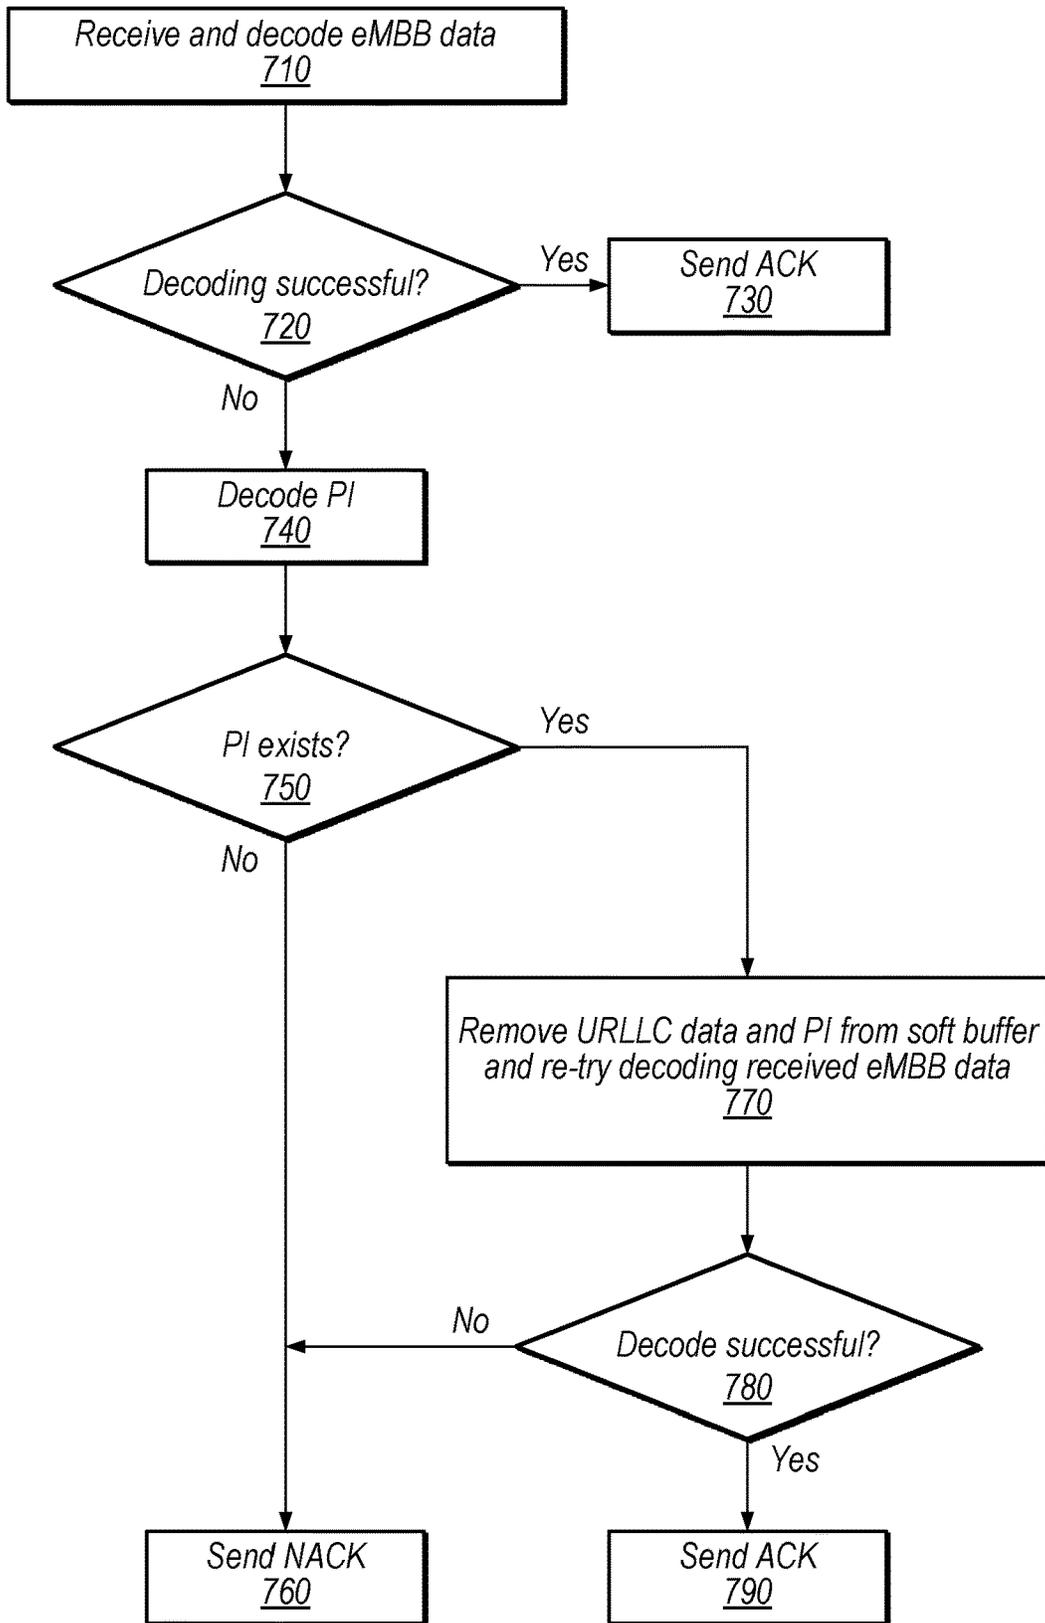 Receive and decode eMBB data
710
Decoding successful?
720
Yes
Send ACK
730
No
Decode PI
740
PI exists?
750
Yes
No
Remove URLLC data and PI from soft buffer
and re-try decoding received eMBB data
770
No
Decode successful?
780
Yes
Send NACK
760
Send ACK
790